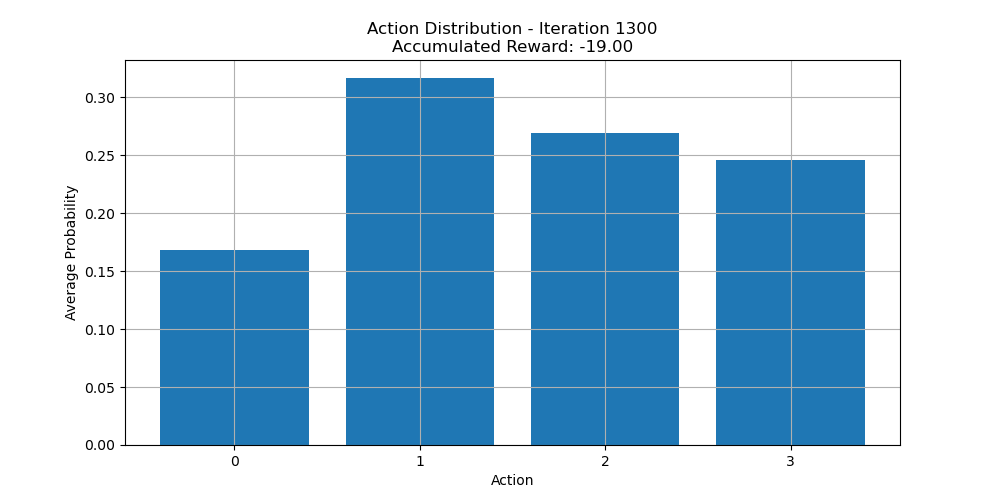 Action Distribution - Iteration 1300
Accumulated Reward: -19.00
Average Probability
0.30
0.25
0.20
0.15
0.10
0.05
0.00
0 1 2 3
Action